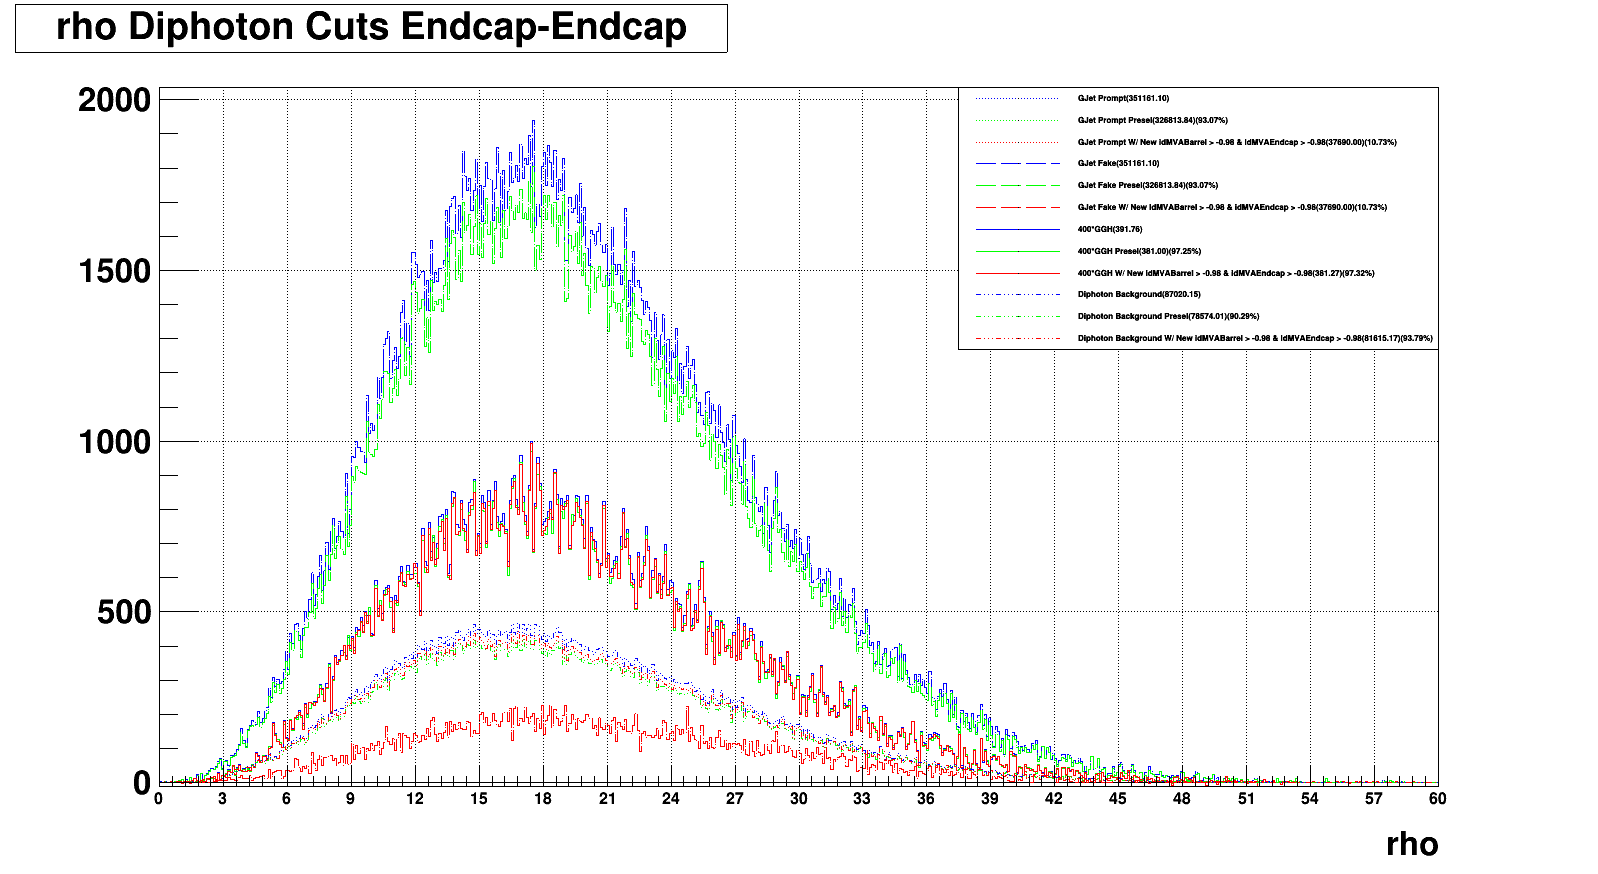 rho Diphoton Cuts Endcap-Endcap
2000
1500
1000
500
0
GJet Prompt(351161.10)
GJet Prompt Presel(326813.84)(93.07%)
GJet Prompt W/ New idMVABarrel > -0.98 & idMVAEndcap > -0.98(37690.00)(10.73%)
GJet Fake(351161.10)
GJet Fake Presel(326813.84)(93.07%)
GJet Fake W/ New idMVABarrel > -0.98 & idMVAEndcap > -0.98(37690.00)(10.73%)
400*GGH(391.76)
400*GGH Presel(381.00)(97.25%)
400*GGH W/ New idMVABarrel > -0.98 & idMVAEndcap > -0.98(381.27)(97.32%)
Diphoton Background(87020.15)
Diphoton Background Presel(78574.01)(90.29%)
Diphoton Background W/ New idMVABarrel > -0.98 & idMVAEndcap > -0.98(81615.17)(93.79%)
0 3 6 9 12 15 18 21 24 27 30 33 36 39 42 45 48 51 54 57 60
rho